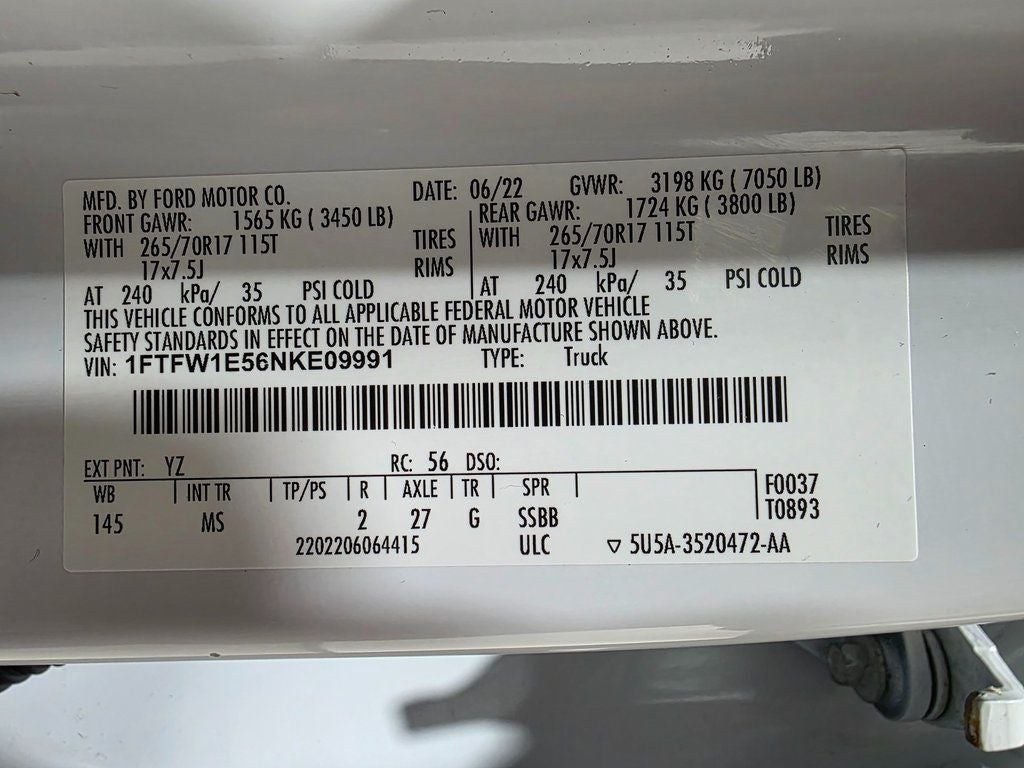 MFD. BY FORD MOTOR CO. DATE: 06/22 GVWR: 3198 KG ( 7050 LB)
FRONT GAWR: 1565 KG ( 3450 LB) REAR GAWR: 1724 KG ( 3800 LB)
WITH 265/70R17 115T TIRES WITH 265/70R17 115T TIRES
17x7.5J RIMS 17x7.5J RIMS
AT 240 kPa/ 35 PSI COLD AT 240 kPa/ 35 PSI COLD
THIS VEHICLE CONFORMS TO ALL APPLICABLE FEDERAL MOTOR VEHICLE
SAFETY STANDARDS IN EFFECT ON THE DATE OF MANUFACTURE SHOWN ABOVE.
VIN: 1FTFW1E56NKE09991 TYPE: Truck
EXT PNT: YZ RC: 56 DSO:
WB INT TR TP/PS R AXLE TR SPR F0037
145 MS 2 27 G SSBB T0893
2202206064415 ULC ▽ 5U5A-3520472-AA